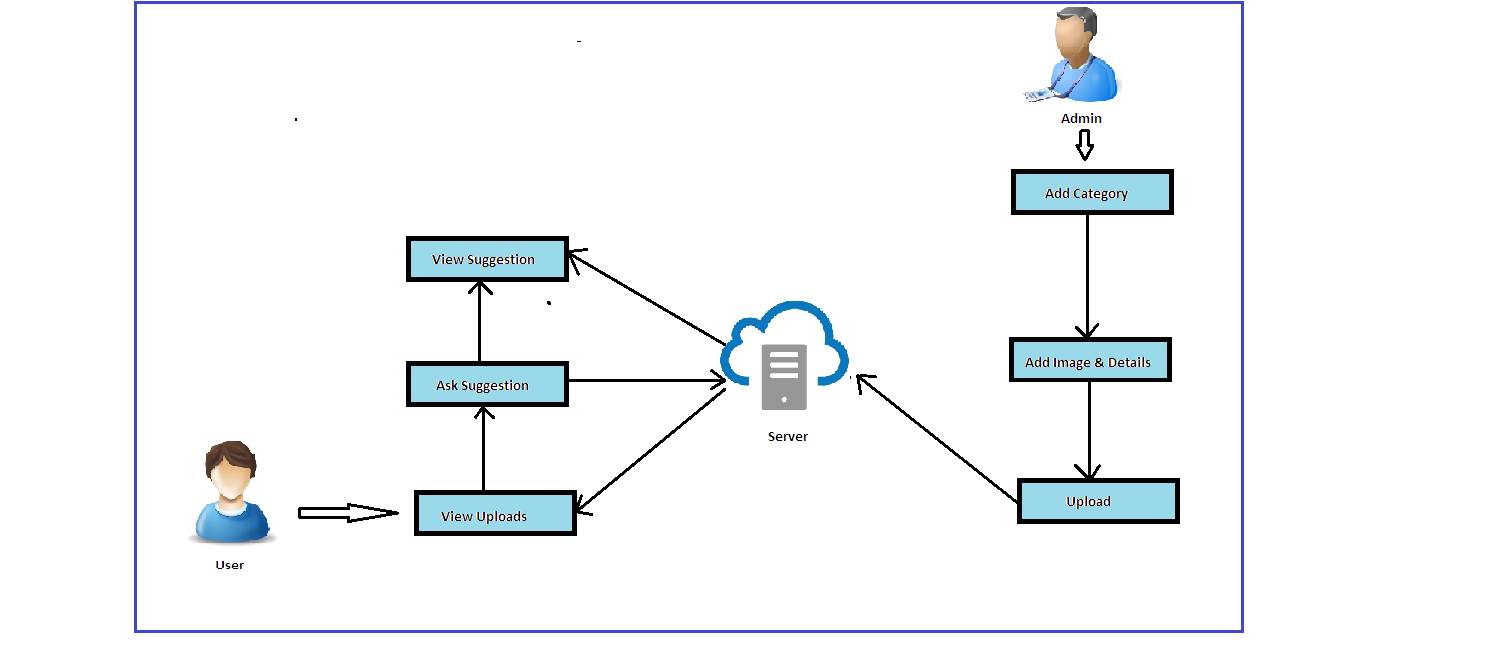 Admin
Add Category
View Suggestion
Add Image & Details
Ask Suggestion
Server
Upload
View Uploads
User